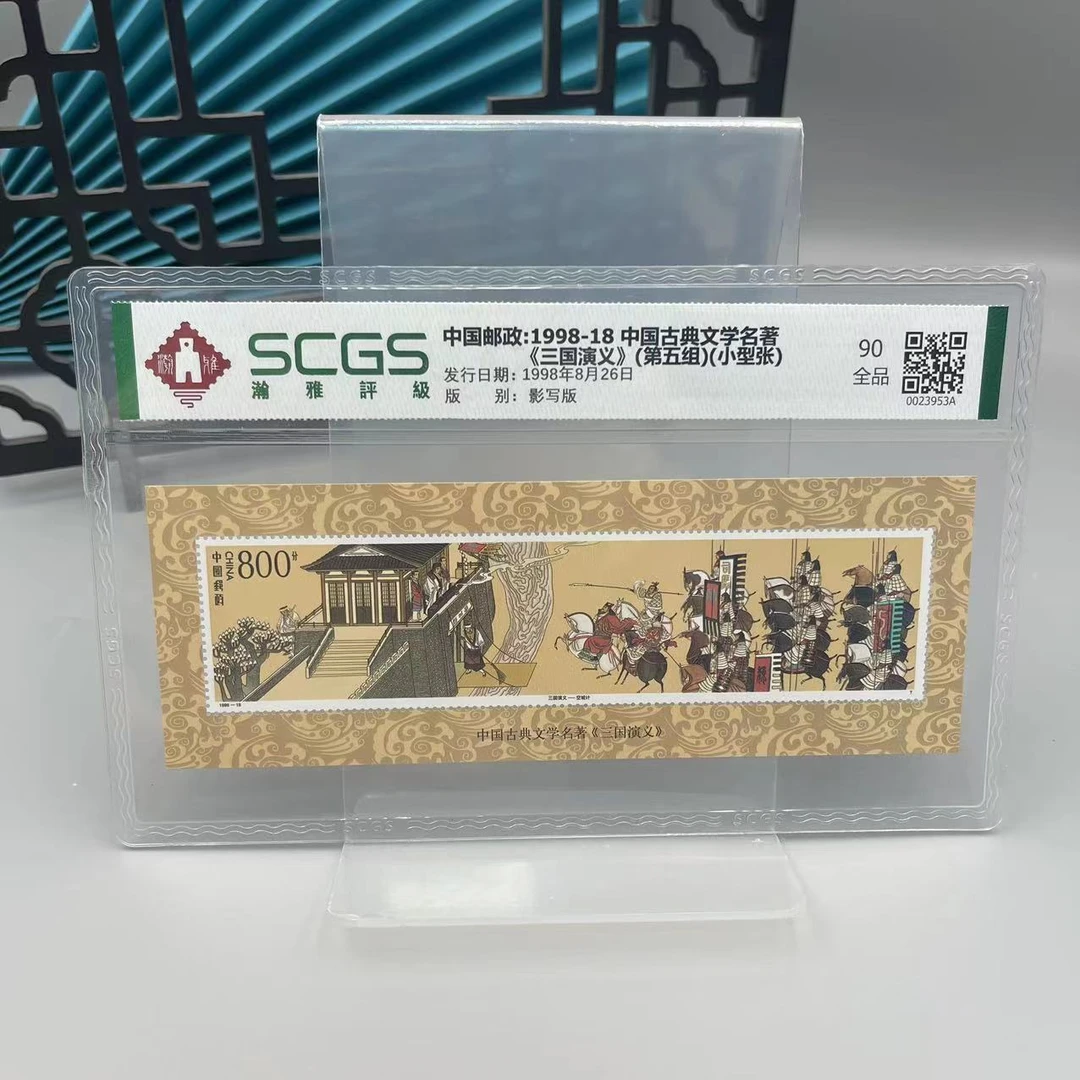 SCGS
瀚雅評級
中国邮政:1998-18 中国古典文学名著
《三国演义》(第五组)(小型张)
发行日期: 1998年8月26日
版 别: 影写版
90
全品
0023953A
中国邮政
CHINA
800分
1998-18
三国演义——空城计
中国古典文学名著《三国演义》
SCGS
SCGS
SCGS
SCGS